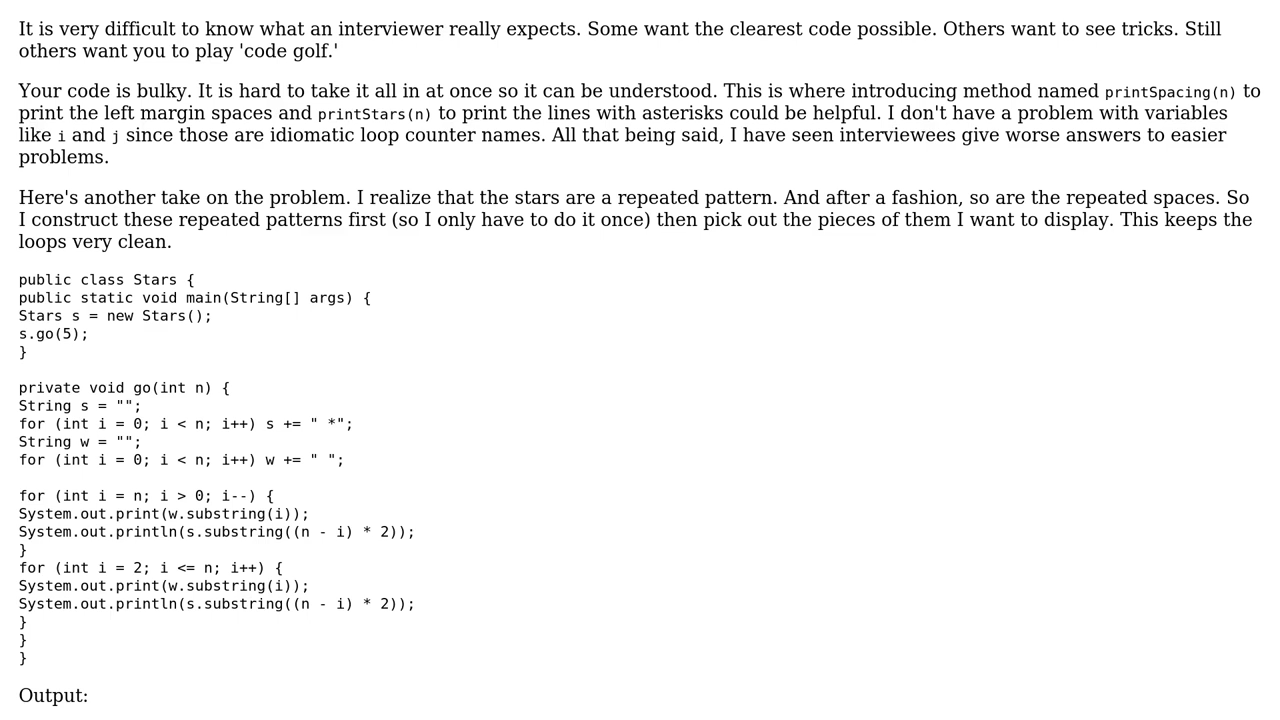 It is very difficult to know what an interviewer really expects. Some want the clearest code possible. Others want to see tricks. Still
others want you to play 'code golf.'
Your code is bulky. It is hard to take it all in at once so it can be understood. This is where introducing method named printSpacing(n) to
print the left margin spaces and printStars(n) to print the lines with asterisks could be helpful. I don't have a problem with variables
like i and j since those are idiomatic loop counter names. All that being said, I have seen interviewees give worse answers to easier
problems.
Here's another take on the problem. I realize that the stars are a repeated pattern. And after a fashion, so are the repeated spaces. So
I construct these repeated patterns first (so I only have to do it once) then pick out the pieces of them I want to display. This keeps the
loops very clean.
public class Stars {
public static void main(String[] args) {
Stars s = new Stars();
s.go(5);
}
private void go(int n) {
String s = "";
for (int i = 0; i < n; i++) s += " *";
String w = "";
for (int i = 0; i < n; i++) w += " ";
for (int i = n; i > 0; i--) {
System.out.print(w.substring(i));
System.out.println(s.substring((n - i) * 2));
}
for (int i = 2; i <= n; i++) {
System.out.print(w.substring(i));
System.out.println(s.substring((n - i) * 2));
}
}
}
Output: